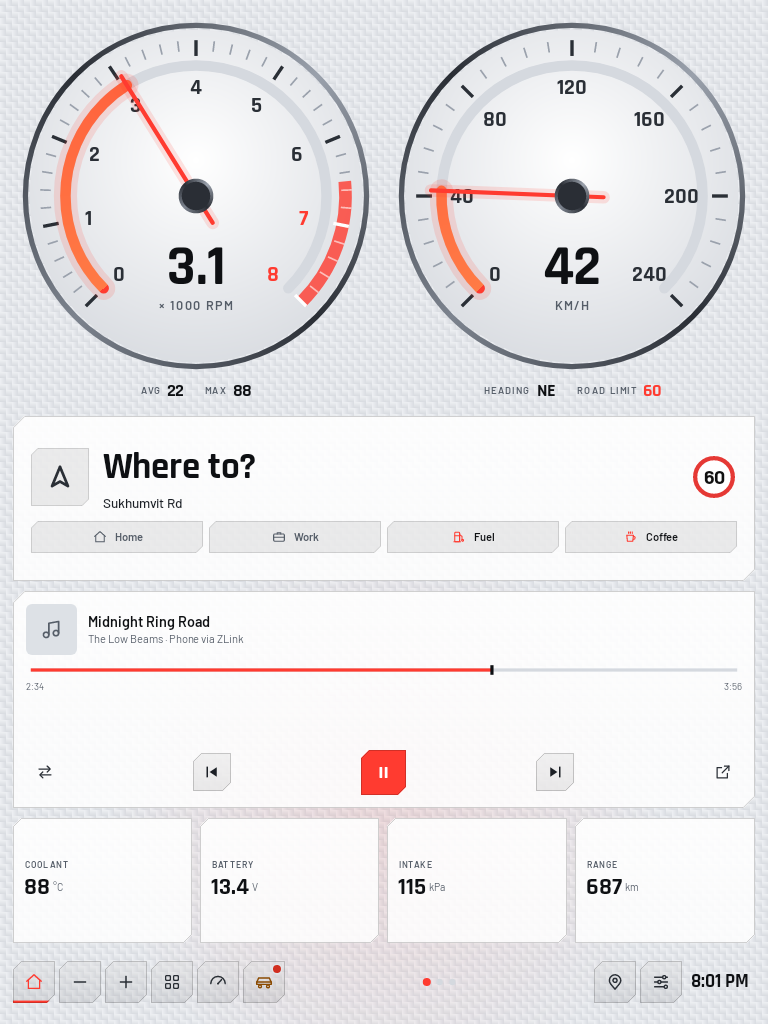 4
3
5
2
6
1
7
0
8
3.1
× 1000 RPM
AVG 22 MAX 88
120
80
160
40
200
0
240
42
KM/H
HEADING NE ROAD LIMIT 60
Where to?
Sukhumvit Rd
60
Home
Work
Fuel
Coffee
Midnight Ring Road
The Low Beams · Phone via ZLink
2:34
3:56
COOLANT
88 °C
BATTERY
13.4 V
INTAKE
115 kPa
RANGE
687 km
8:01 PM